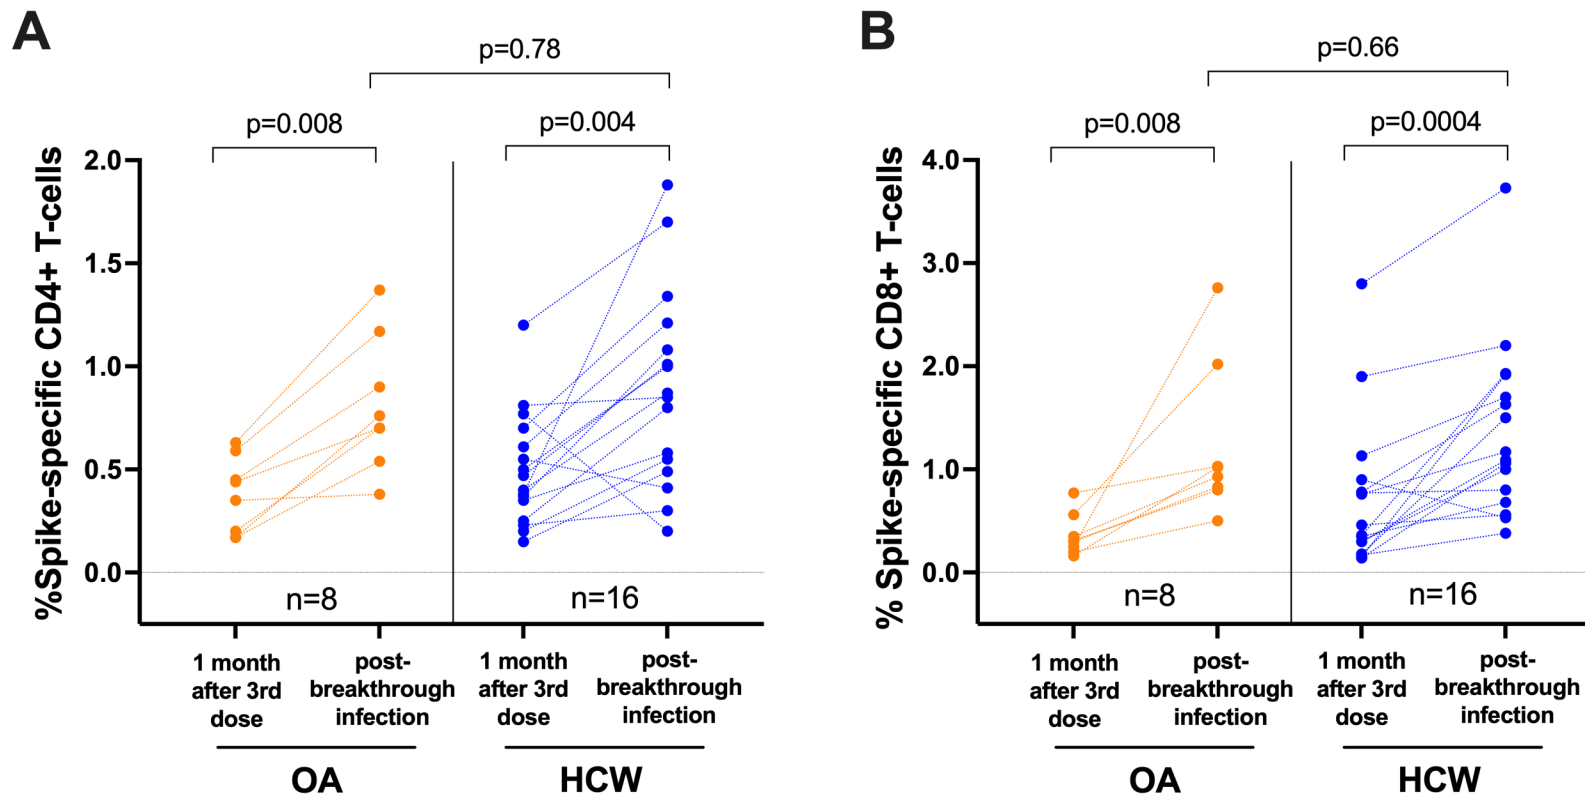 A
p=0.78
p=0.008
p=0.004
%Spike-specific CD4+ T-cells
2.0
1.5
1.0
0.5
0.0
n=8
n=16
1 month
after 3rd
dose
post-
breakthrough
infection
1 month
after 3rd
dose
post-
breakthrough
infection
OA
HCW
B
p=0.66
p=0.008
p=0.0004
% Spike-specific CD8+ T-cells
4.0
3.0
2.0
1.0
0.0
n=8
n=16
1 month
after 3rd
dose
post-
breakthrough
infection
1 month
after 3rd
dose
post-
breakthrough
infection
OA
HCW